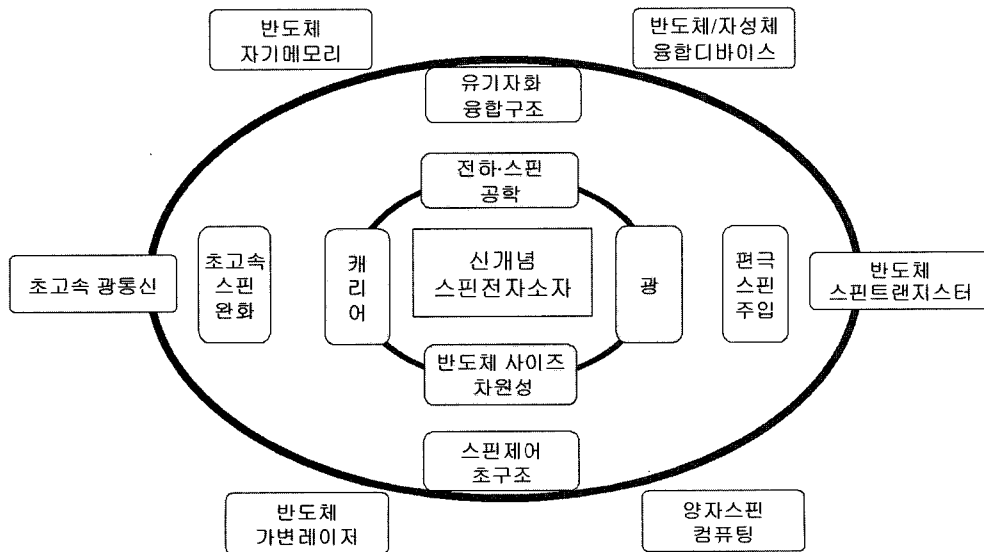 반도체
자기메모리
반도체/자성체
융합디바이스
유기자화
융합구조
전하·스핀
공학
초고속 광통신
초고속
스핀
완화
캐
리
어
신개념
스핀전자소자
광
편극
스핀
주입
반도체
스핀트랜지스터
반도체 사이즈
차원성
스핀제어
초구조
반도체
가변레이저
양자스핀
컴퓨팅